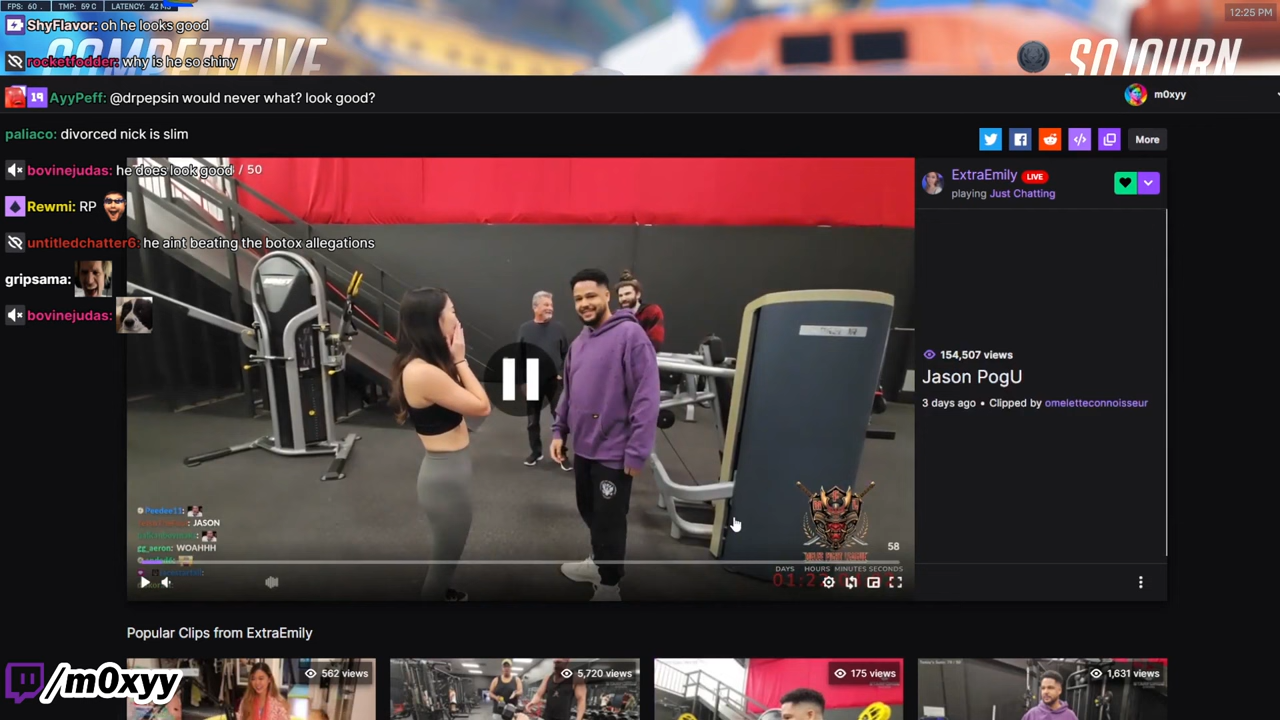 FPS: 60
TMP: 59C
LATENCY: 42
12:25 PM
ShyFlavor: oh he looks good
COMPETITIVE
SOJOURN
rocketfodder: why is he so shiny
19 AyyPeff: @drpepsin would never what? look good?
m0xyy
paliaco: divorced nick is slim
More
bovinejudas: he does look good
/ 50
ExtraEmily LIVE
playing Just Chatting
Rewmi: RP
untitledchatter6: he aint beating the botox allegations
gripsama:
bovinejudas:
154,507 views
Jason PogU
3 days ago • Clipped by omeletteconnoisseur
: JASON
_aeron: WOAHHH
58
DAYS HOURS MINUTES SECONDS
Popular Clips from ExtraEmily
/m0xyy
562 views
5,720 views
175 views
1,631 views